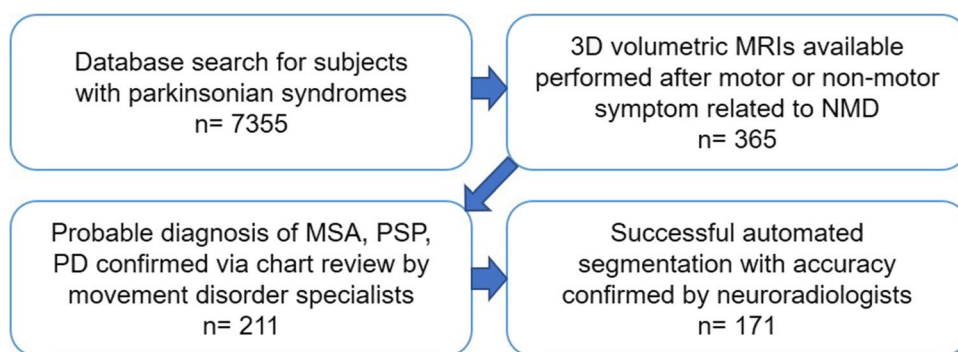 Database search for subjects
with parkinsonian syndromes
n= 7355
3D volumetric MRIs available
performed after motor or non-motor
symptom related to NMD
n= 365
Probable diagnosis of MSA, PSP,
PD confirmed via chart review by
movement disorder specialists
n= 211
Successful automated
segmentation with accuracy
confirmed by neuroradiologists
n= 171